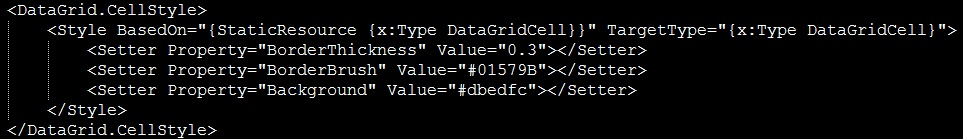 <DataGrid.CellStyle>
<Style BasedOn="{StaticResource {x:Type DataGridCell}}" TargetType="{x:Type DataGridCell}">
<Setter Property="BorderThickness" Value="0.3"></Setter>
<Setter Property="BorderBrush" Value="#01579B"></Setter>
<Setter Property="Background" Value="#dbedfc"></Setter>
</Style>
</DataGrid.CellStyle>